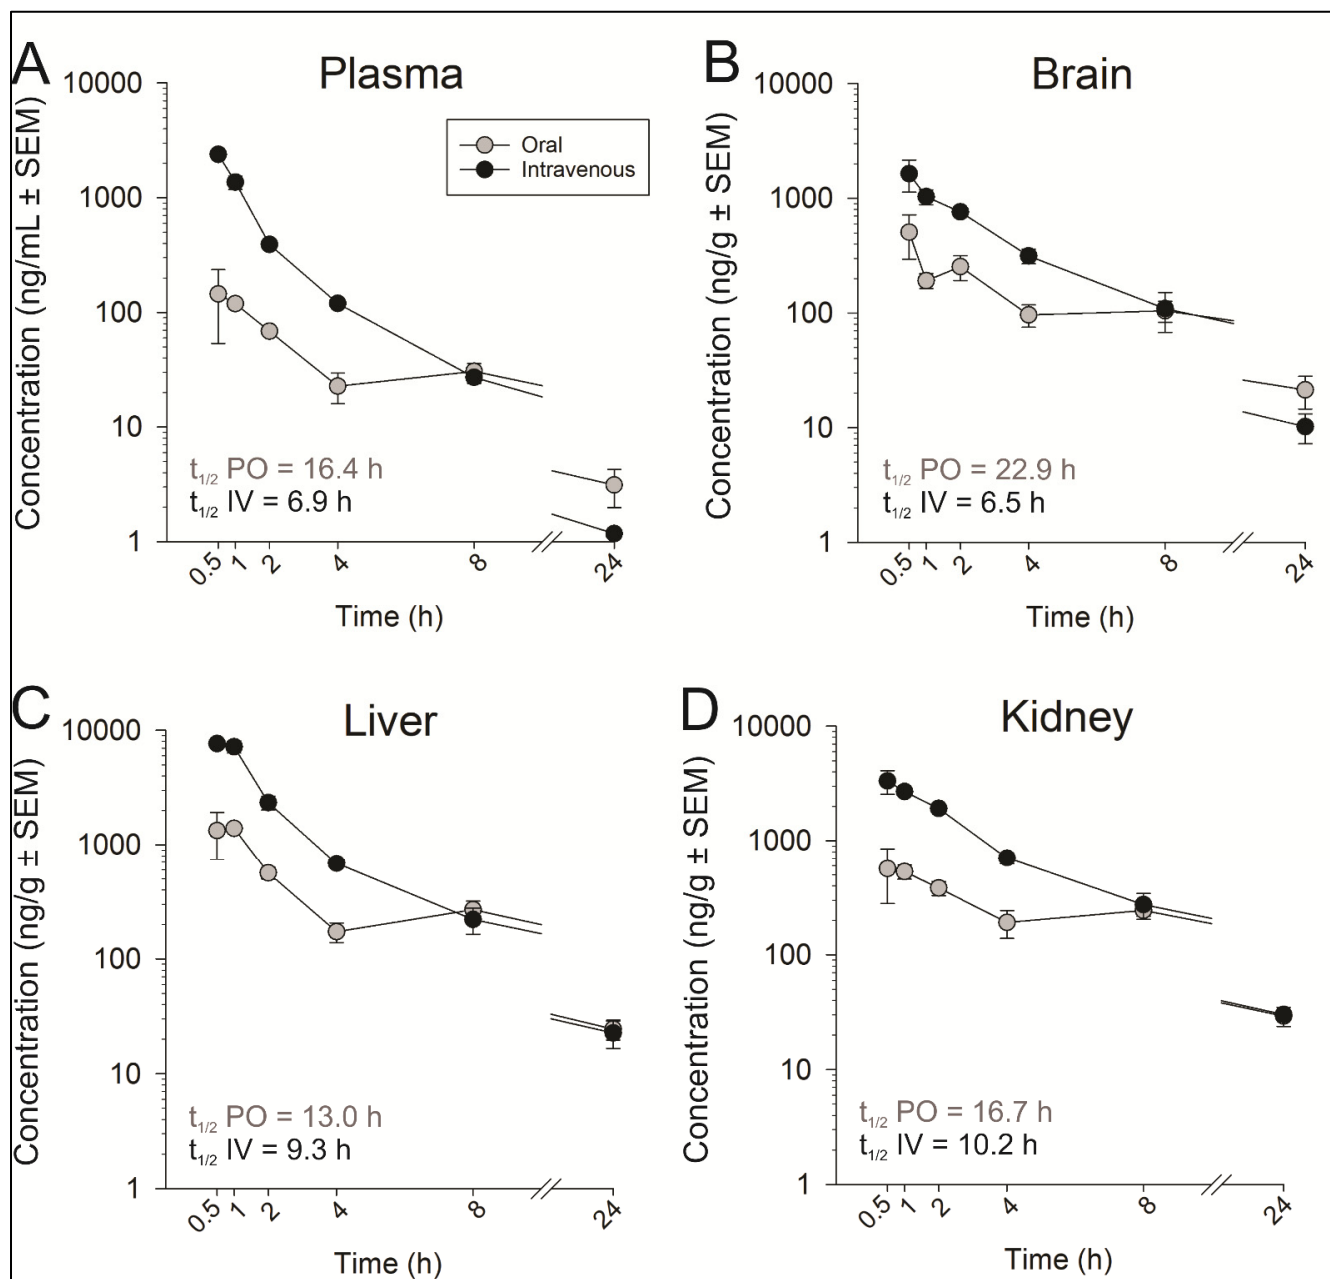 A
Plasma
Concentration (ng/mL ± SEM)
10000
1000
100
10
1
Oral
Intravenous
t1/2 PO = 16.4 h
t1/2 IV = 6.9 h
0.5 1 2 4 8 24
Time (h)
B
Brain
Concentration (ng/g ± SEM)
10000
1000
100
10
1
t1/2 PO = 22.9 h
t1/2 IV = 6.5 h
0.5 1 2 4 8 24
Time (h)
C
Liver
Concentration (ng/g ± SEM)
10000
1000
100
10
1
t1/2 PO = 13.0 h
t1/2 IV = 9.3 h
0.5 1 2 4 8 24
Time (h)
D
Kidney
Concentration (ng/g ± SEM)
10000
1000
100
10
1
t1/2 PO = 16.7 h
t1/2 IV = 10.2 h
0.5 1 2 4 8 24
Time (h)